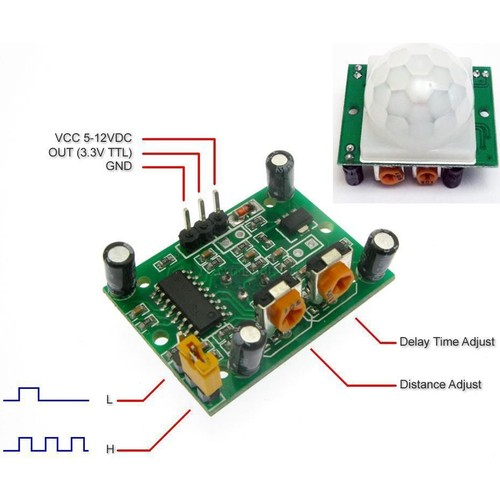 VCC 5-12VDC
OUT (3.3V TTL)
GND
Delay Time Adjust
Distance Adjust
L
H